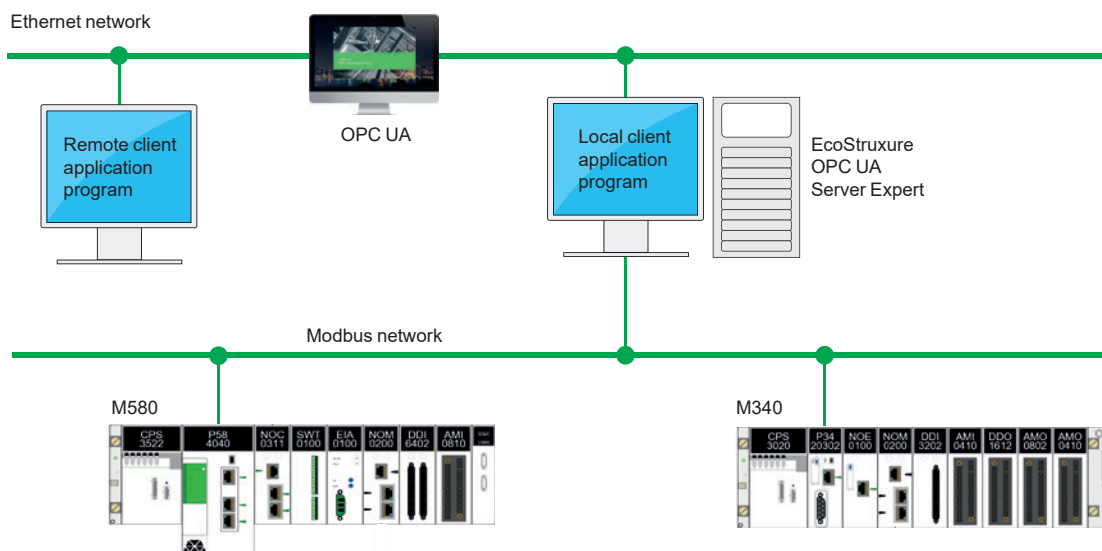 Ethernet network
OPC UA
Remote client
application
program
Local client
application
program
EcoStruxure
OPC UA
Server Expert
Modbus network
M580
CPS
3522
P58
4040
NOC
0311
SWT
0100
EIA
0100
NOM
0200
DDI
6402
AMI
0810
M340
CPS
3020
P34
20302
NOE
0100
NOM
0200
DDI
3202
AMI
0410
DDO
1612
AMO
0802
AMO
0410